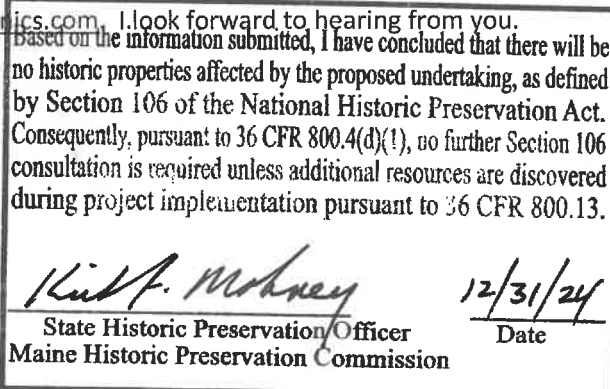 nics.com. I look forward to hearing from you.
Based on the information submitted, I have concluded that there will be
no historic properties affected by the proposed undertaking, as defined
by Section 106 of the National Historic Preservation Act.
Consequently, pursuant to 36 CFR 800.4(d)(1), no further Section 106
consultation is required unless additional resources are discovered
during project implementation pursuant to 36 CFR 800.13.
Kirk F. Mohney 12/31/24
State Historic Preservation Officer Date
Maine Historic Preservation Commission